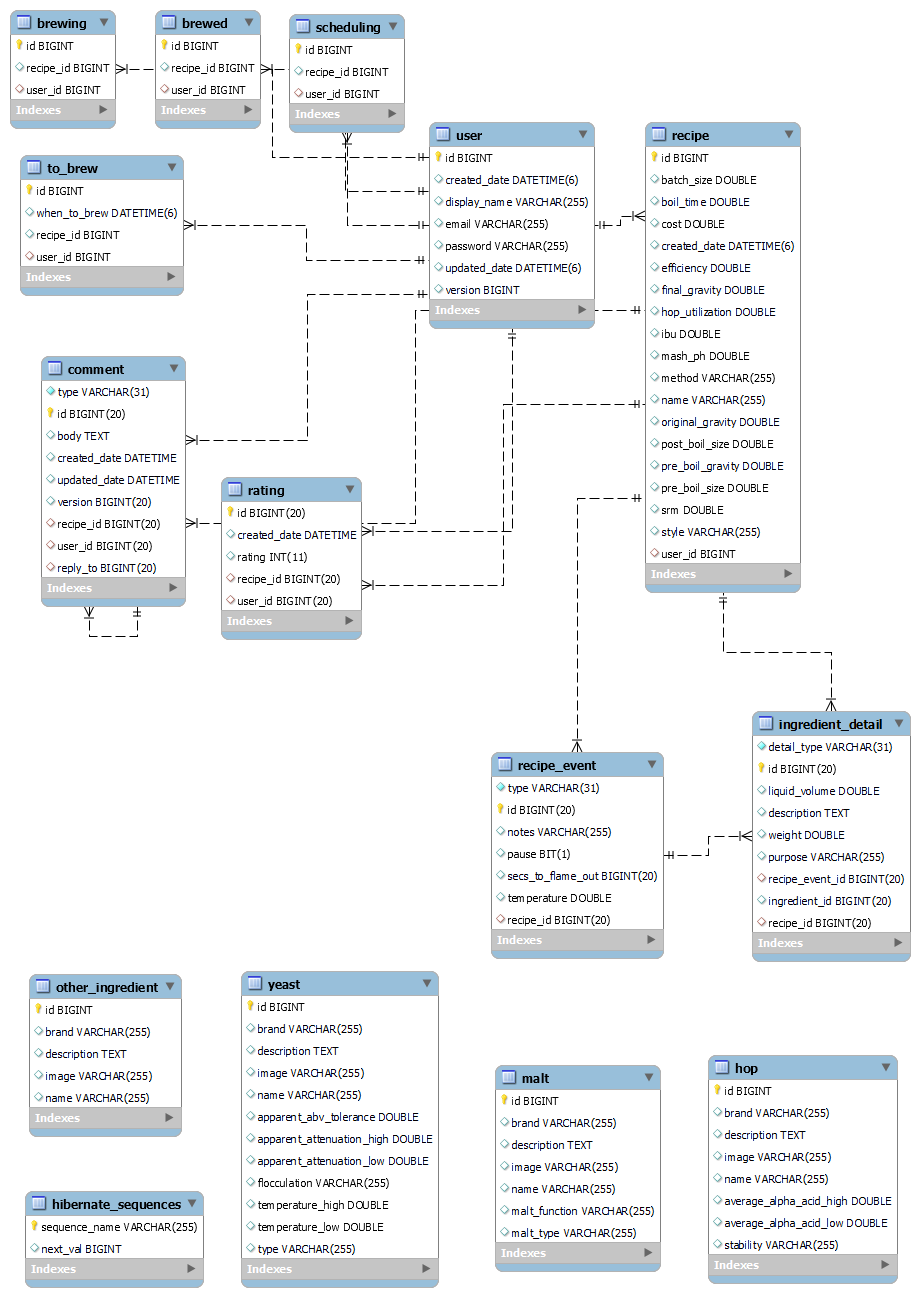 brewing
id BIGINT
recipe_id BIGINT
user_id BIGINT
Indexes
brewed
id BIGINT
recipe_id BIGINT
user_id BIGINT
Indexes
scheduling
id BIGINT
recipe_id BIGINT
user_id BIGINT
Indexes
to_brew
id BIGINT
when_to_brew DATETIME(6)
recipe_id BIGINT
user_id BIGINT
Indexes
user
id BIGINT
created_date DATETIME(6)
display_name VARCHAR(255)
email VARCHAR(255)
password VARCHAR(255)
updated_date DATETIME(6)
version BIGINT
Indexes
recipe
id BIGINT
batch_size DOUBLE
boil_time DOUBLE
cost DOUBLE
created_date DATETIME(6)
efficiency DOUBLE
final_gravity DOUBLE
hop_utilization DOUBLE
ibu DOUBLE
mash_ph DOUBLE
method VARCHAR(255)
name VARCHAR(255)
original_gravity DOUBLE
post_boil_size DOUBLE
pre_boil_gravity DOUBLE
pre_boil_size DOUBLE
srm DOUBLE
style VARCHAR(255)
user_id BIGINT
Indexes
comment
type VARCHAR(31)
id BIGINT(20)
body TEXT
created_date DATETIME
updated_date DATETIME
version BIGINT(20)
recipe_id BIGINT(20)
user_id BIGINT(20)
reply_to BIGINT(20)
Indexes
rating
id BIGINT(20)
created_date DATETIME
rating INT(11)
recipe_id BIGINT(20)
user_id BIGINT(20)
Indexes
recipe_event
type VARCHAR(31)
id BIGINT(20)
notes VARCHAR(255)
pause BIT(1)
secs_to_flame_out BIGINT(20)
temperature DOUBLE
recipe_id BIGINT(20)
Indexes
ingredient_detail
detail_type VARCHAR(31)
id BIGINT(20)
liquid_volume DOUBLE
description TEXT
weight DOUBLE
purpose VARCHAR(255)
recipe_event_id BIGINT(20)
ingredient_id BIGINT(20)
recipe_id BIGINT(20)
Indexes
other_ingredient
id BIGINT
brand VARCHAR(255)
description TEXT
image VARCHAR(255)
name VARCHAR(255)
Indexes
yeast
id BIGINT
brand VARCHAR(255)
description TEXT
image VARCHAR(255)
name VARCHAR(255)
apparent_abv_tolerance DOUBLE
apparent_attenuation_high DOUBLE
apparent_attenuation_low DOUBLE
flocculation VARCHAR(255)
temperature_high DOUBLE
temperature_low DOUBLE
type VARCHAR(255)
Indexes
malt
id BIGINT
brand VARCHAR(255)
description TEXT
image VARCHAR(255)
name VARCHAR(255)
malt_function VARCHAR(255)
malt_type VARCHAR(255)
Indexes
hop
id BIGINT
brand VARCHAR(255)
description TEXT
image VARCHAR(255)
name VARCHAR(255)
average_alpha_acid_high DOUBLE
average_alpha_acid_low DOUBLE
stability VARCHAR(255)
Indexes
hibernate_sequences
sequence_name VARCHAR(255)
next_val BIGINT
Indexes